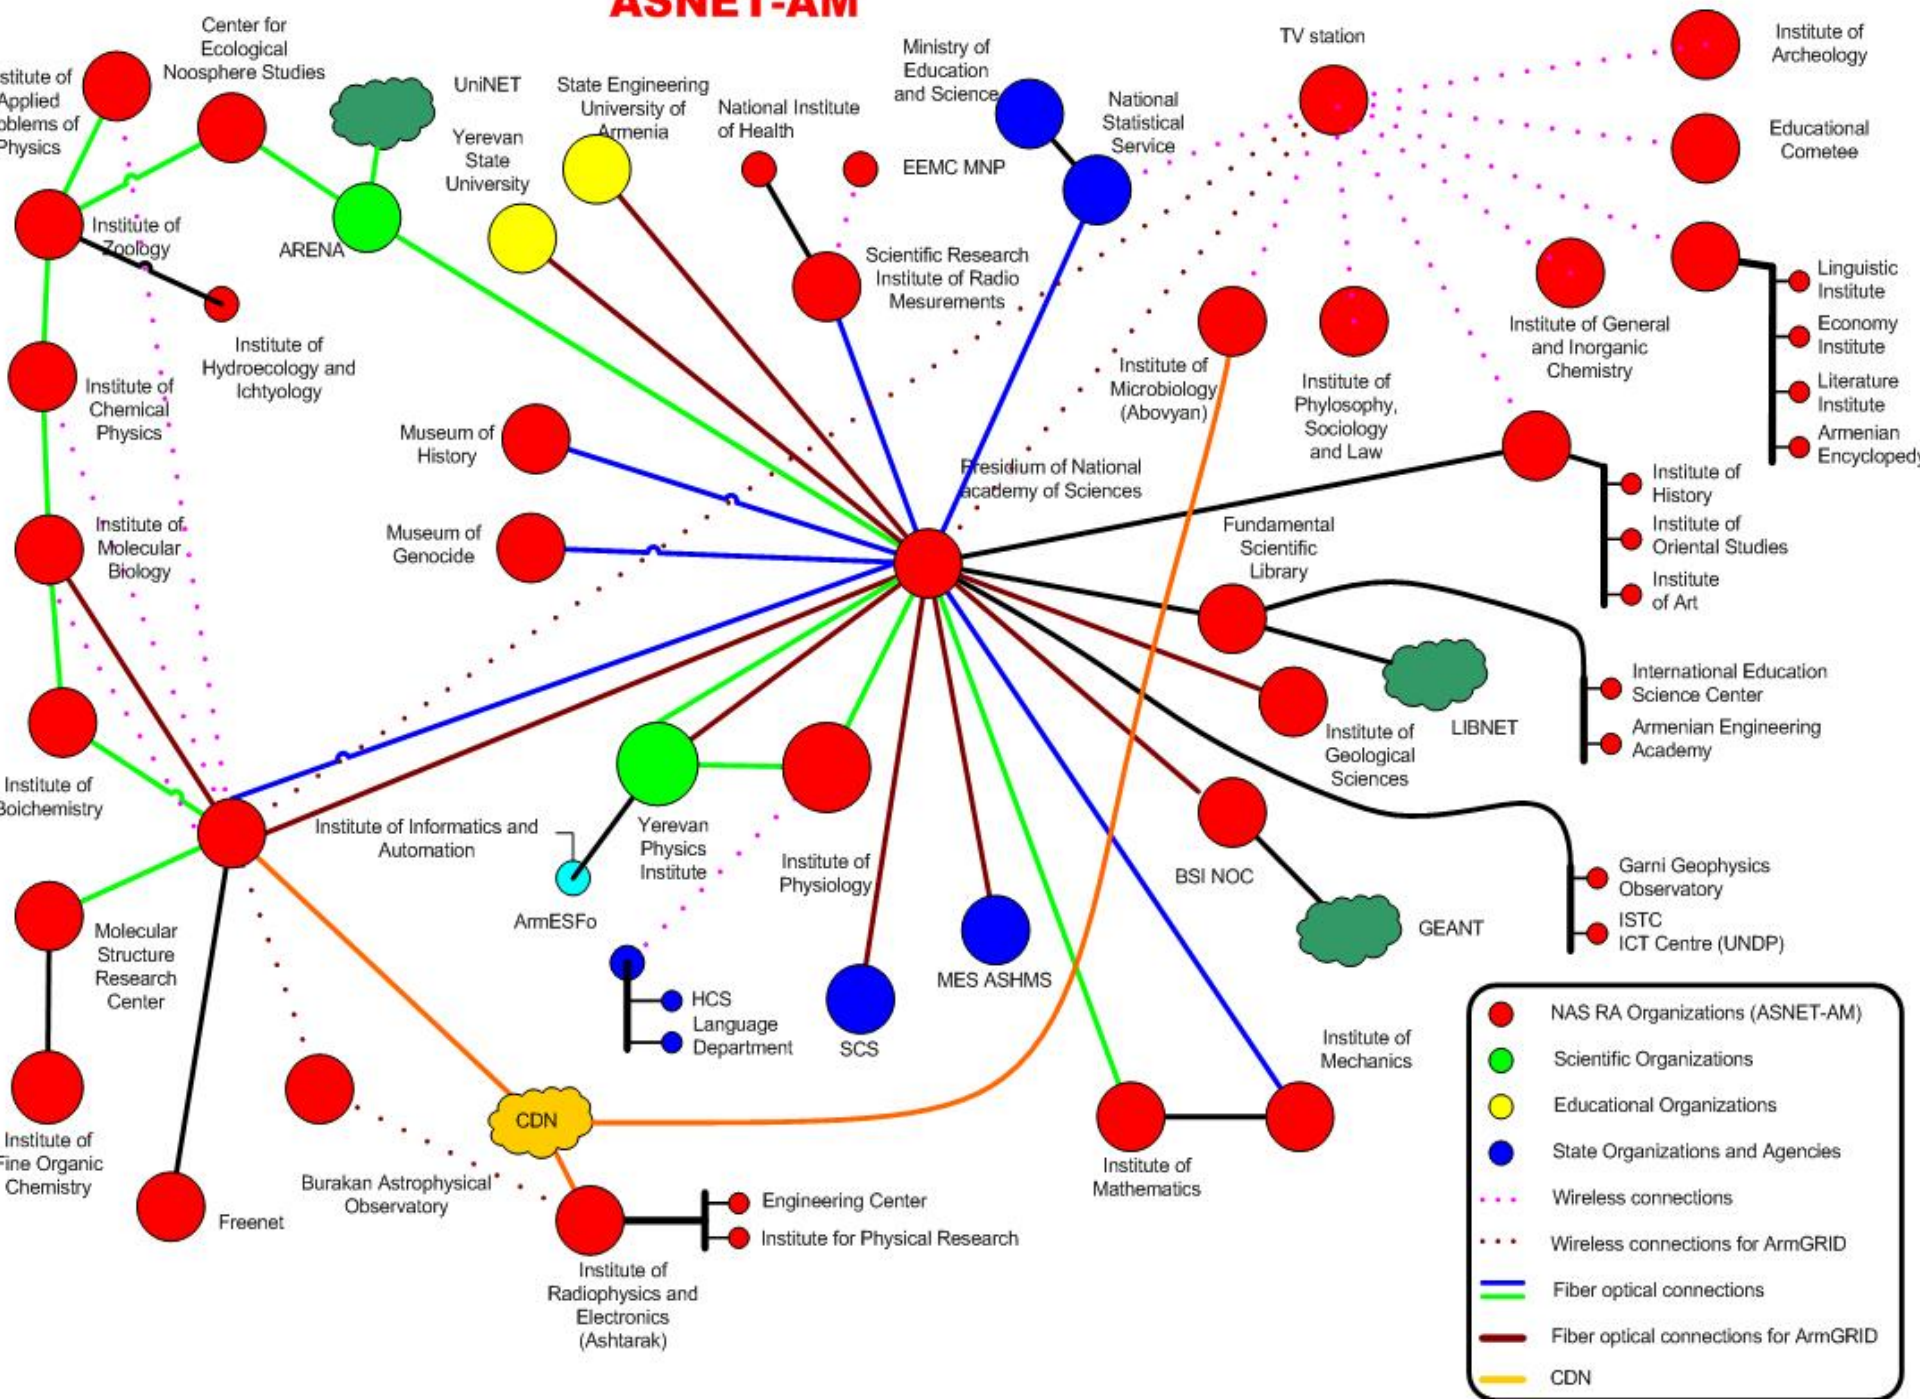 ASNET-AM
Center for
Ecological
Noosphere Studies
stitute of
Applied
oblems of
Physics
UniNET
State Engineering
University of
Armenia
Yerevan
State
University
National Institute
of Health
EEMC MNP
Ministry of
Education
and Science
National
Statistical
Service
TV station
Institute of
Archeology
Educational
Cometee
Institute of
Zoology
ARENA
Scientific Research
Institute of Radio
Mesurements
Linguistic
Institute
Economy
Institute
Literature
Institute
Armenian
Encyclopedy
Institute of General
and Inorganic
Chemistry
Institute of
Hydroecology and
Ichtyology
Institute of
Microbiology
(Abovyan)
Institute of
Phylosophy,
Sociology
and Law
Institute of
Chemical
Physics
Museum of
History
Presidium of National
academy of Sciences
Institute of
History
Institute of
Oriental Studies
Institute
of Art
Museum of
Genocide
Institute of
Molecular
Biology
Fundamental
Scientific
Library
International Education
Science Center
Armenian Engineering
Academy
LIBNET
Institute of
Geological
Sciences
Institute of
Boichemistry
Institute of Informatics and
Automation
Yerevan
Physics
Institute
Institute of
Physiology
BSI NOC
Garni Geophysics
Observatory
ISTC
ICT Centre (UNDP)
ArmESFo
GEANT
Molecular
Structure
Research
Center
HCS
Language
Department
SCS
MES ASHMS
Institute of
Mechanics
CDN
Institute of
Fine Organic
Chemistry
Burakan Astrophysical
Observatory
Freenet
Engineering Center
Institute for Physical Research
Institute of
Mathematics
Institute of
Radiophysics and
Electronics
(Ashtarak)
NAS RA Organizations (ASNET-AM)
Scientific Organizations
Educational Organizations
State Organizations and Agencies
Wireless connections
Wireless connections for ArmGRID
Fiber optical connections
Fiber optical connections for ArmGRID
CDN